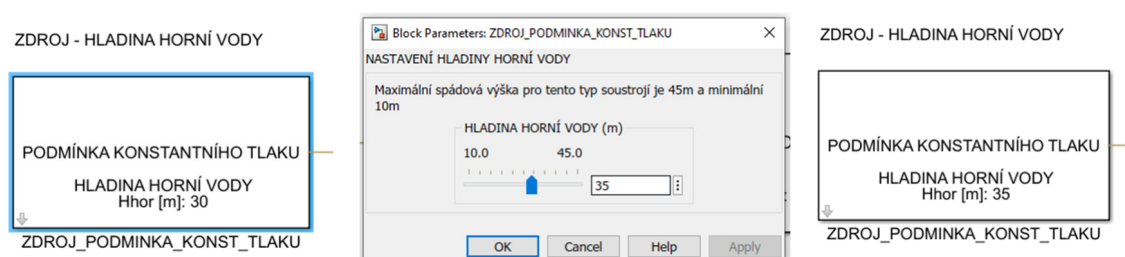 ZDROJ - HLADINA HORNÍ VODY
PODMÍNKA KONSTANTNÍHO TLAKU
HLADINA HORNÍ VODY
Hhor [m]: 30
ZDROJ_PODMINKA_KONST_TLAKU
Block Parameters: ZDROJ_PODMINKA_KONST_TLAKU
NASTAVENÍ HLADINY HORNÍ VODY
Maximální spádová výška pro tento typ soustrojí je 45m a minimální
10m
HLADINA HORNÍ VODY (m)
10.0 45.0
35
OK Cancel Help Apply
ZDROJ - HLADINA HORNÍ VODY
PODMÍNKA KONSTANTNÍHO TLAKU
HLADINA HORNÍ VODY
Hhor [m]: 35
ZDROJ_PODMINKA_KONST_TLAKU